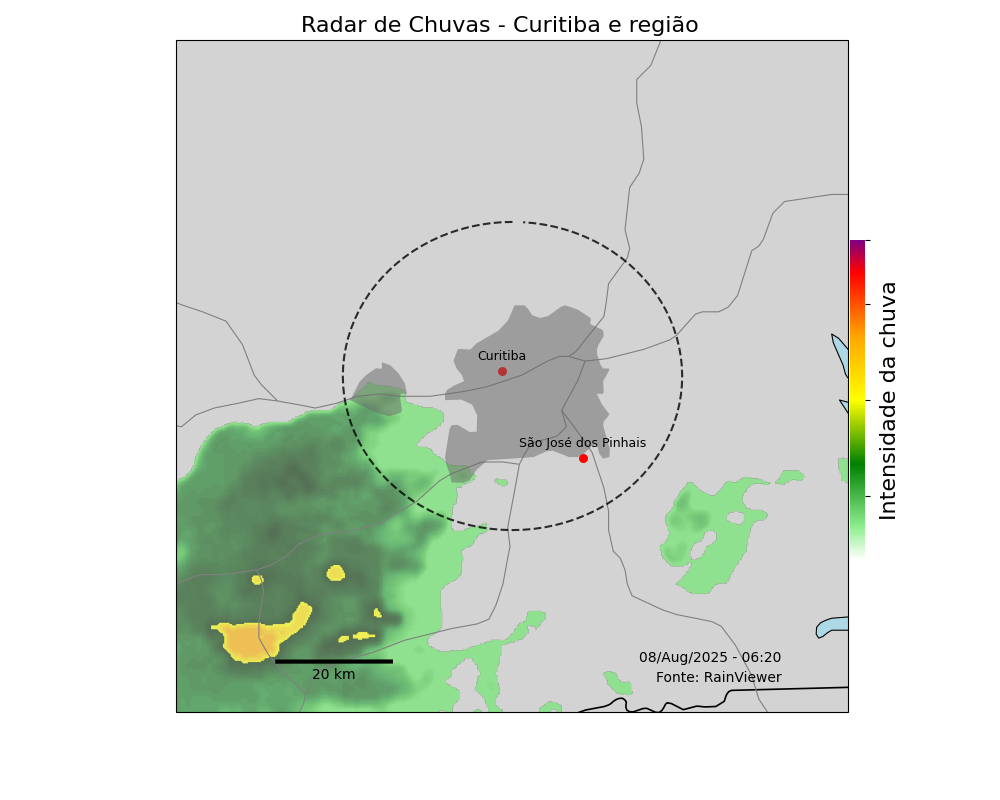 Radar de Chuvas - Curitiba e região
Curitiba
São José dos Pinhais
Intensidade da chuva
08/Aug/2025 - 06:20
Fonte: RainViewer
20 km